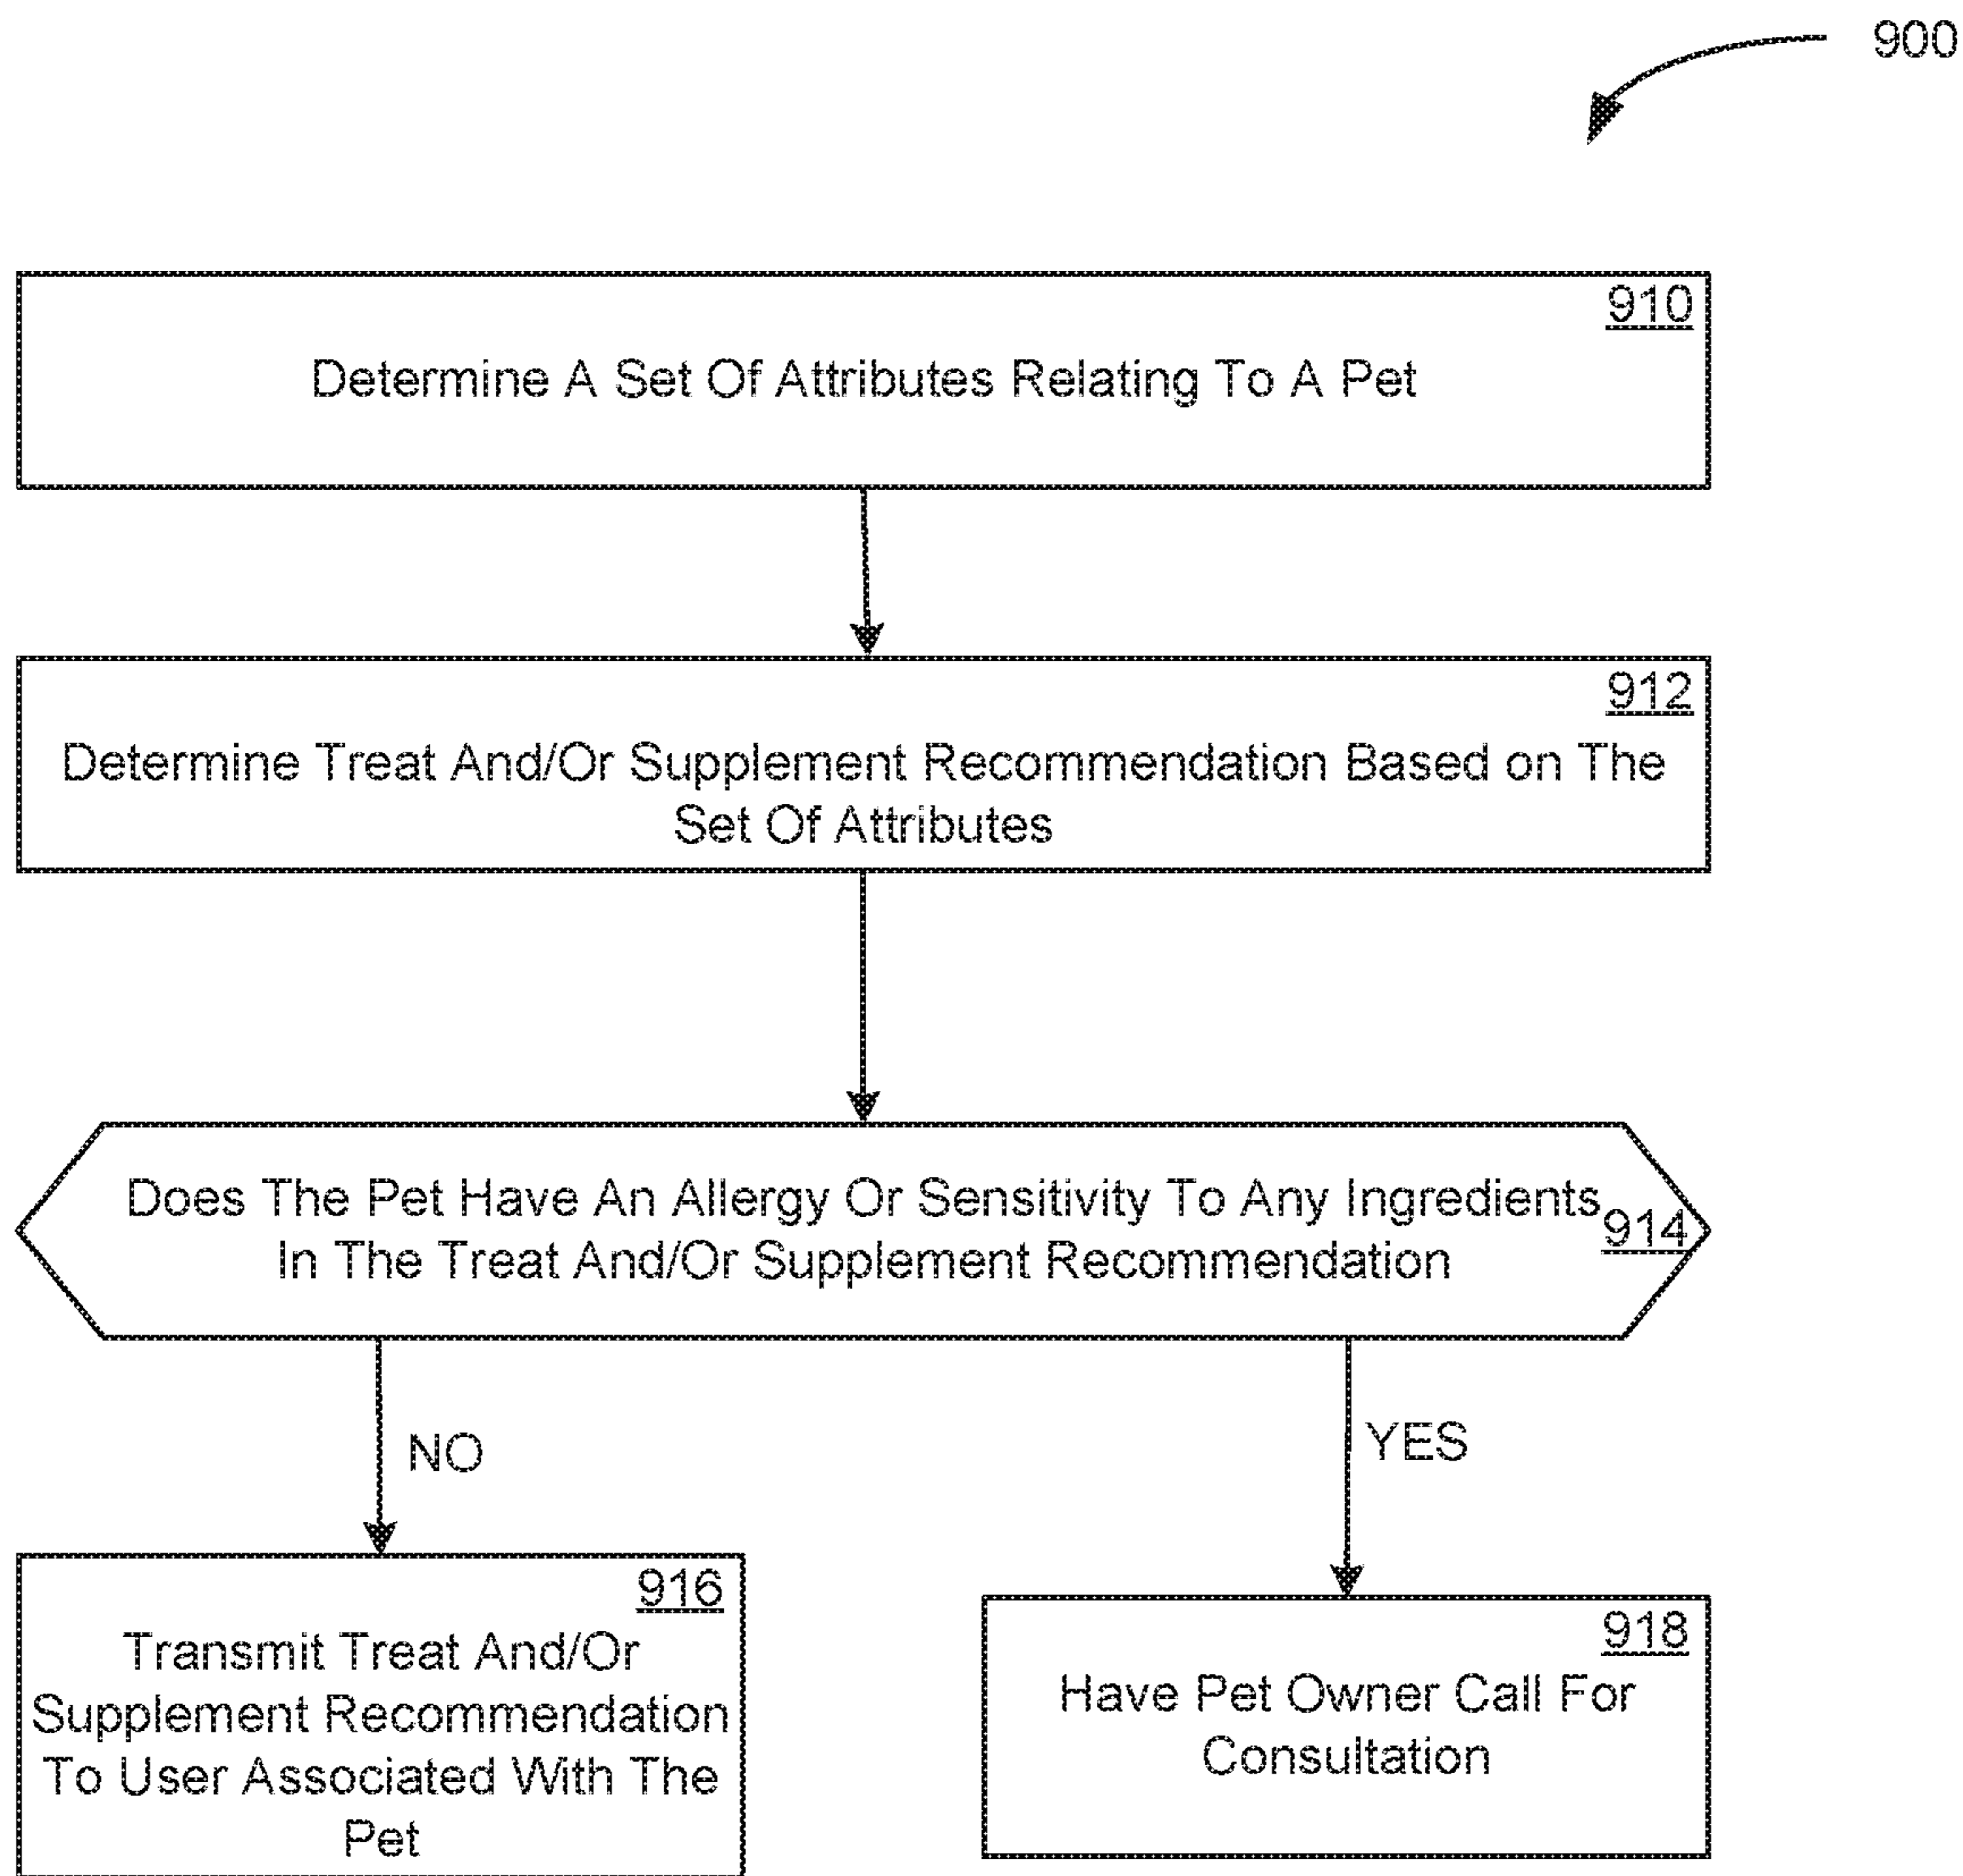 900
910
Determine A Set Of Attributes Relating To A Pet
912
Determine Treat And/Or Supplement Recommendation Based on The
Set Of Attributes
Does The Pet Have An Allergy Or Sensitivity To Any Ingredients
914
In The Treat And/Or Supplement Recommendation
NO
YES
916
Transmit Treat And/Or
Supplement Recommendation
To User Associated With The
Pet
918
Have Pet Owner Call For
Consultation